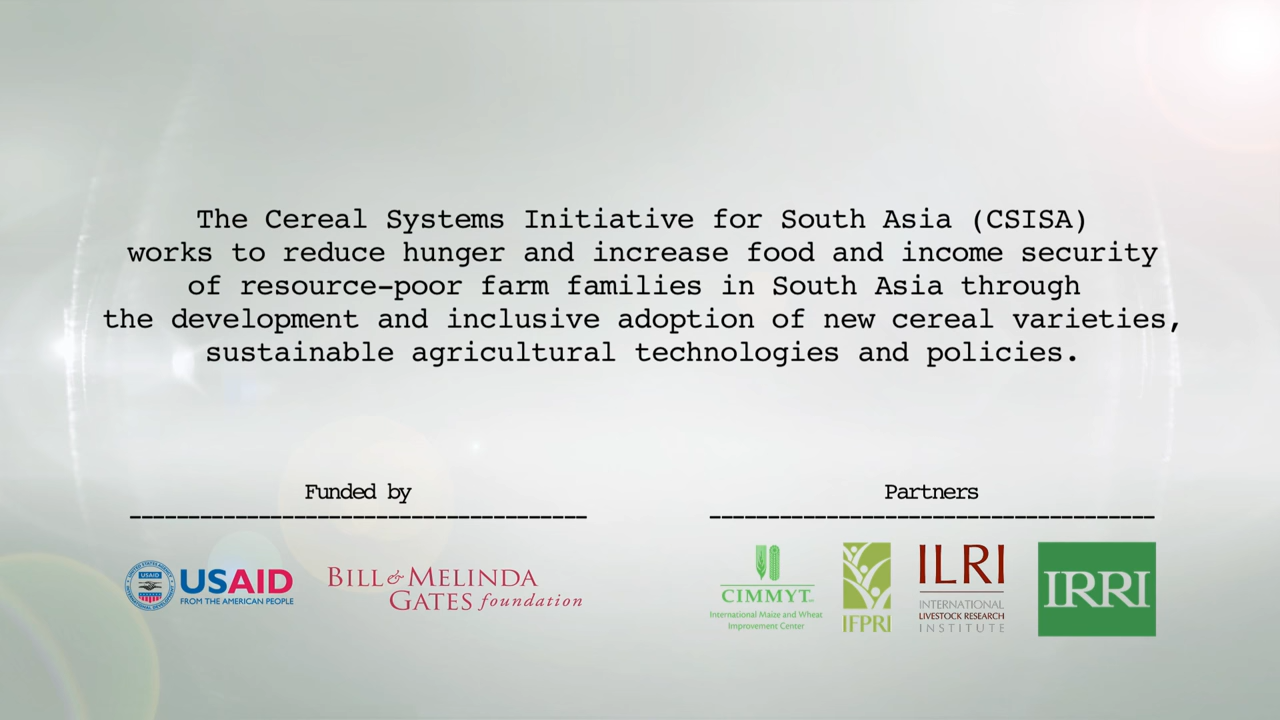 The Cereal Systems Initiative for South Asia (CSISA)
works to reduce hunger and increase food and income security
of resource-poor farm families in South Asia through
the development and inclusive adoption of new cereal varieties,
sustainable agricultural technologies and policies.
Funded by
Partners
USAID
USAID
FROM THE AMERICAN PEOPLE
BILL & MELINDA
GATES foundation
CIMMYT
International Maize and Wheat
Improvement Center
IFPRI
ILRI
INTERNATIONAL
LIVESTOCK RESEARCH
INSTITUTE
IRRI